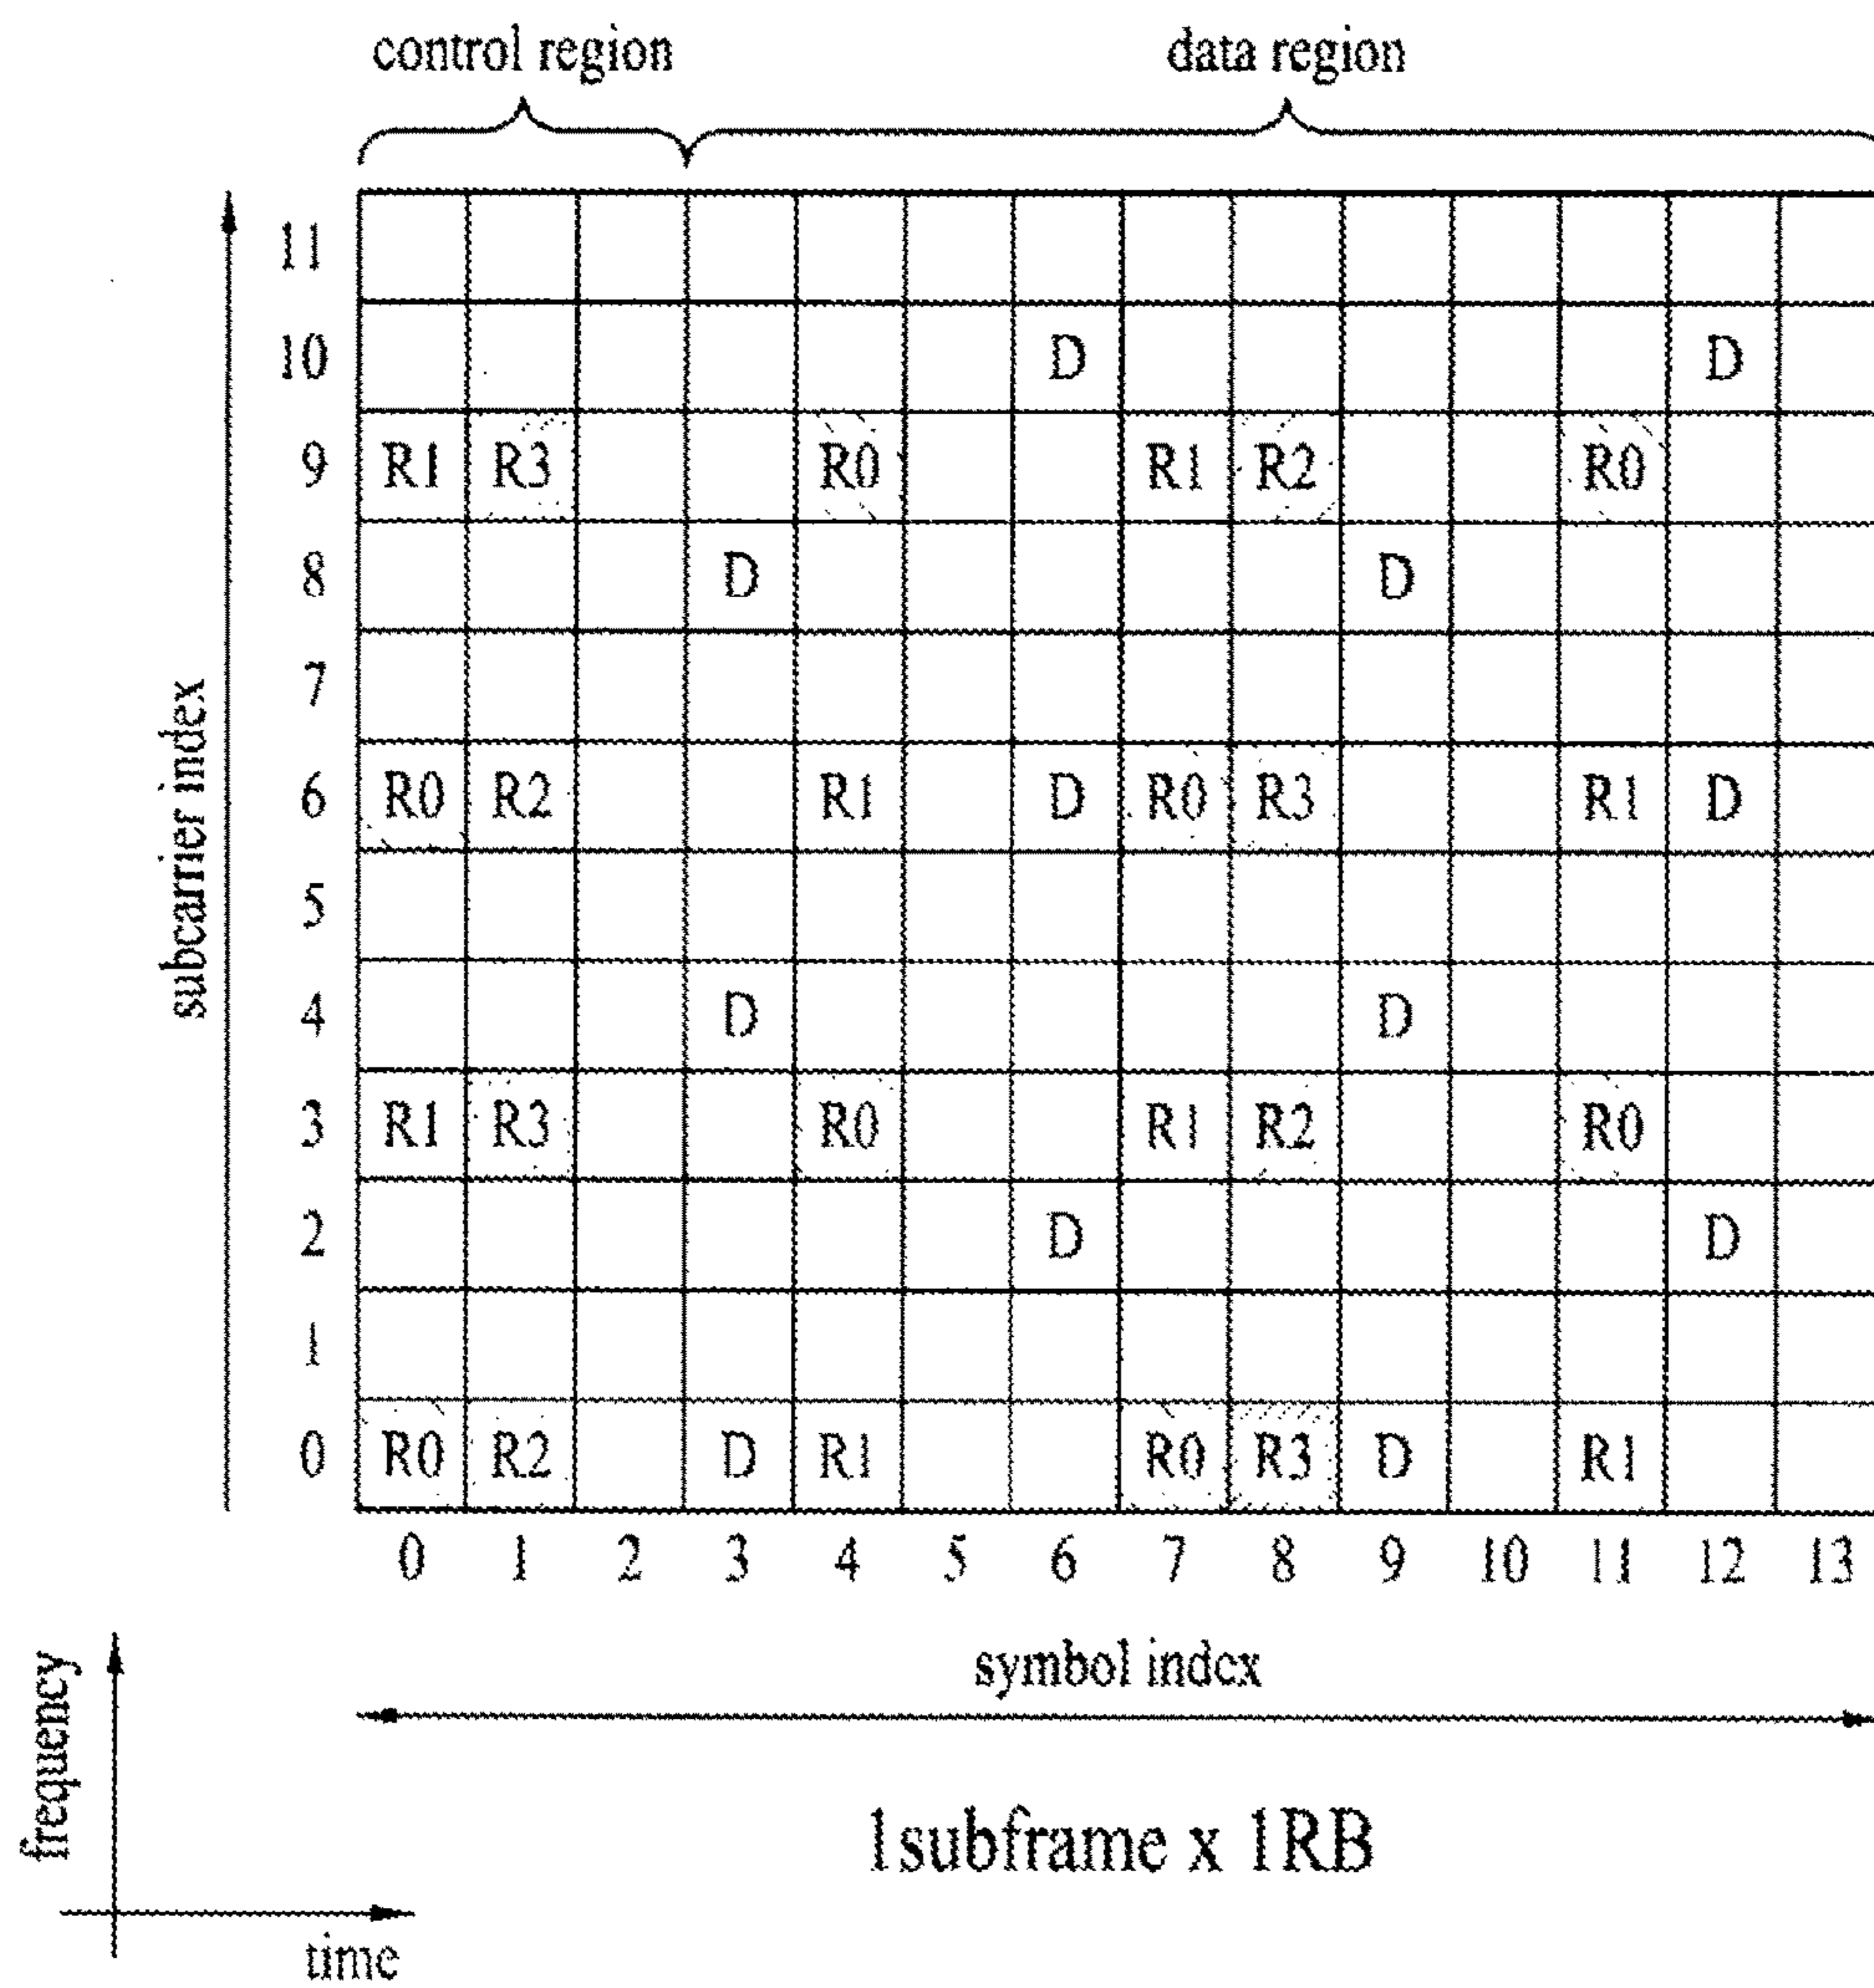 control region data region
11
10 D D
9 R1 R3 R0 R1 R2 R0
8 D D
7
6 R0 R2 R1 D R0 R3 R1 D
5
4 D D
3 R1 R3 R0 R1 R2 R0
2 D D
1
0 R0 R2 D R1 R0 R3 D R1
subcarrier index
0 1 2 3 4 5 6 7 8 9 10 11 12 13
symbol index
frequency
time
1subframe x 1RB